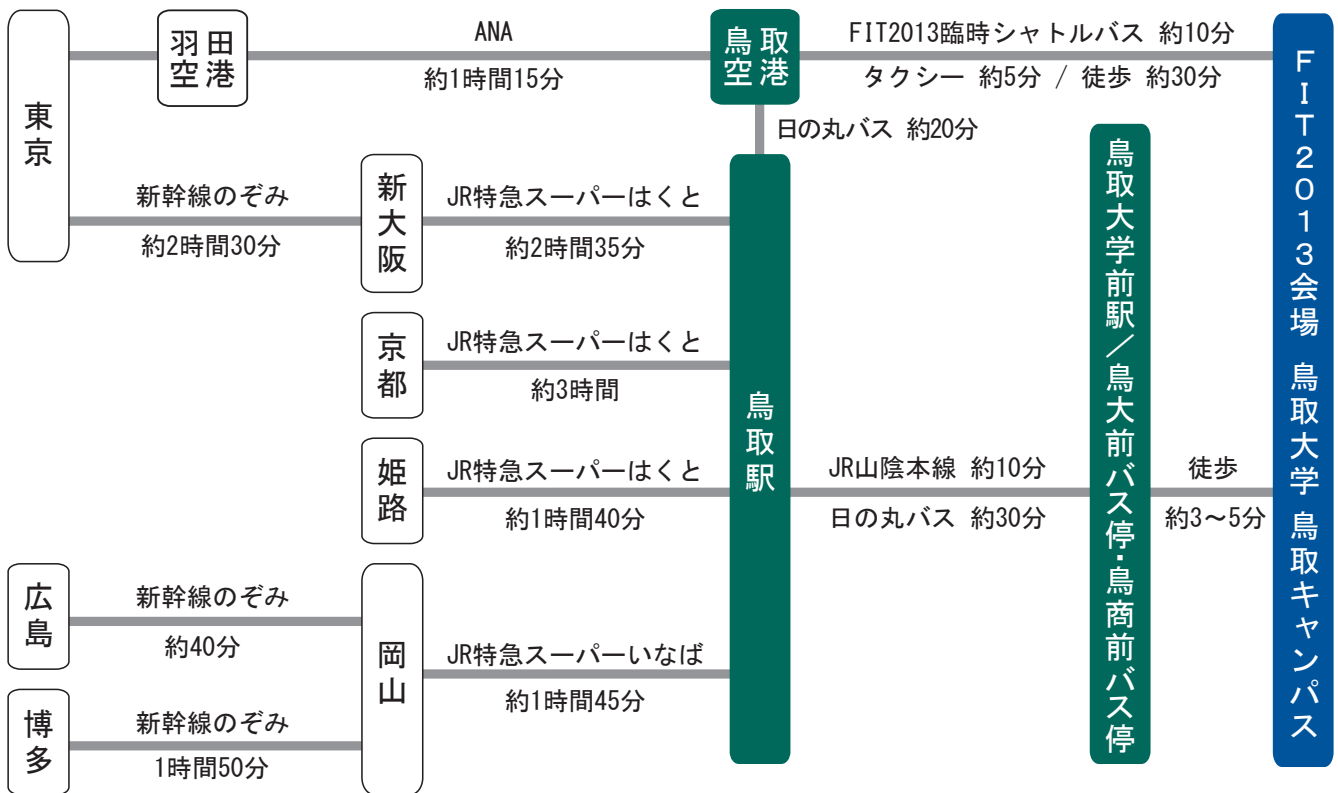 東京
羽田
空港
ANA
約1時間15分
鳥取
空港
FIT2013臨時シャトルバス 約10分
タクシー 約5分 / 徒歩 約30分
日の丸バス 約20分
新幹線のぞみ
約2時間30分
新大阪
JR特急スーパーはくと
約2時間35分
京都
JR特急スーパーはくと
約3時間
姫路
JR特急スーパーはくと
約1時間40分
広島
新幹線のぞみ
約40分
博多
新幹線のぞみ
1時間50分
岡山
JR特急スーパーいなば
約1時間45分
鳥取駅
JR山陰本線 約10分
日の丸バス 約30分
鳥取大学前駅/鳥大前バス停・鳥商前バス停
徒歩
約3~5分
FIT2013会場 鳥取大学 鳥取キャンパス